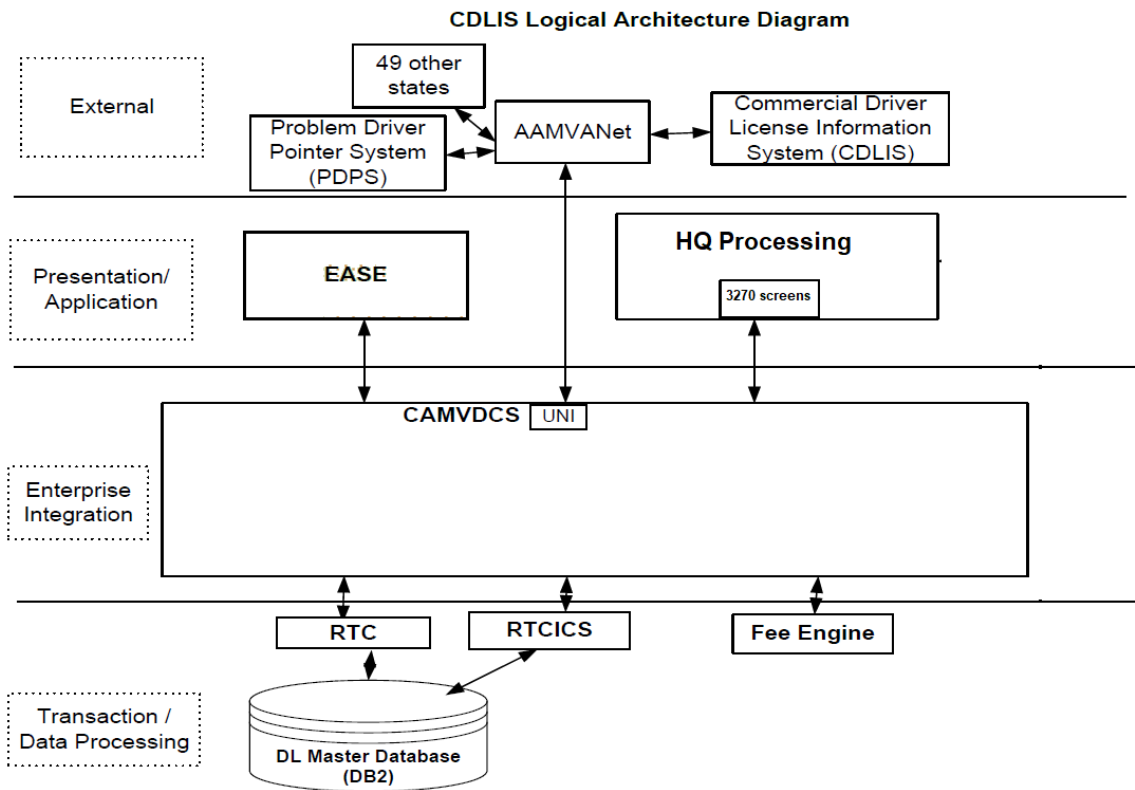 CDLIS Logical Architecture Diagram
49 other
states
External
AAMVANet
Commercial Driver
License Information
System (CDLIS)
Problem Driver
Pointer System
(PDPS)
HQ Processing
3270 screens
EASE
Presentation/
Application
CAMVDCS
UNI
Enterprise
Integration
RTC
RTCICS
Fee Engine
Transaction /
Data Processing
DL Master Database
(DB2)